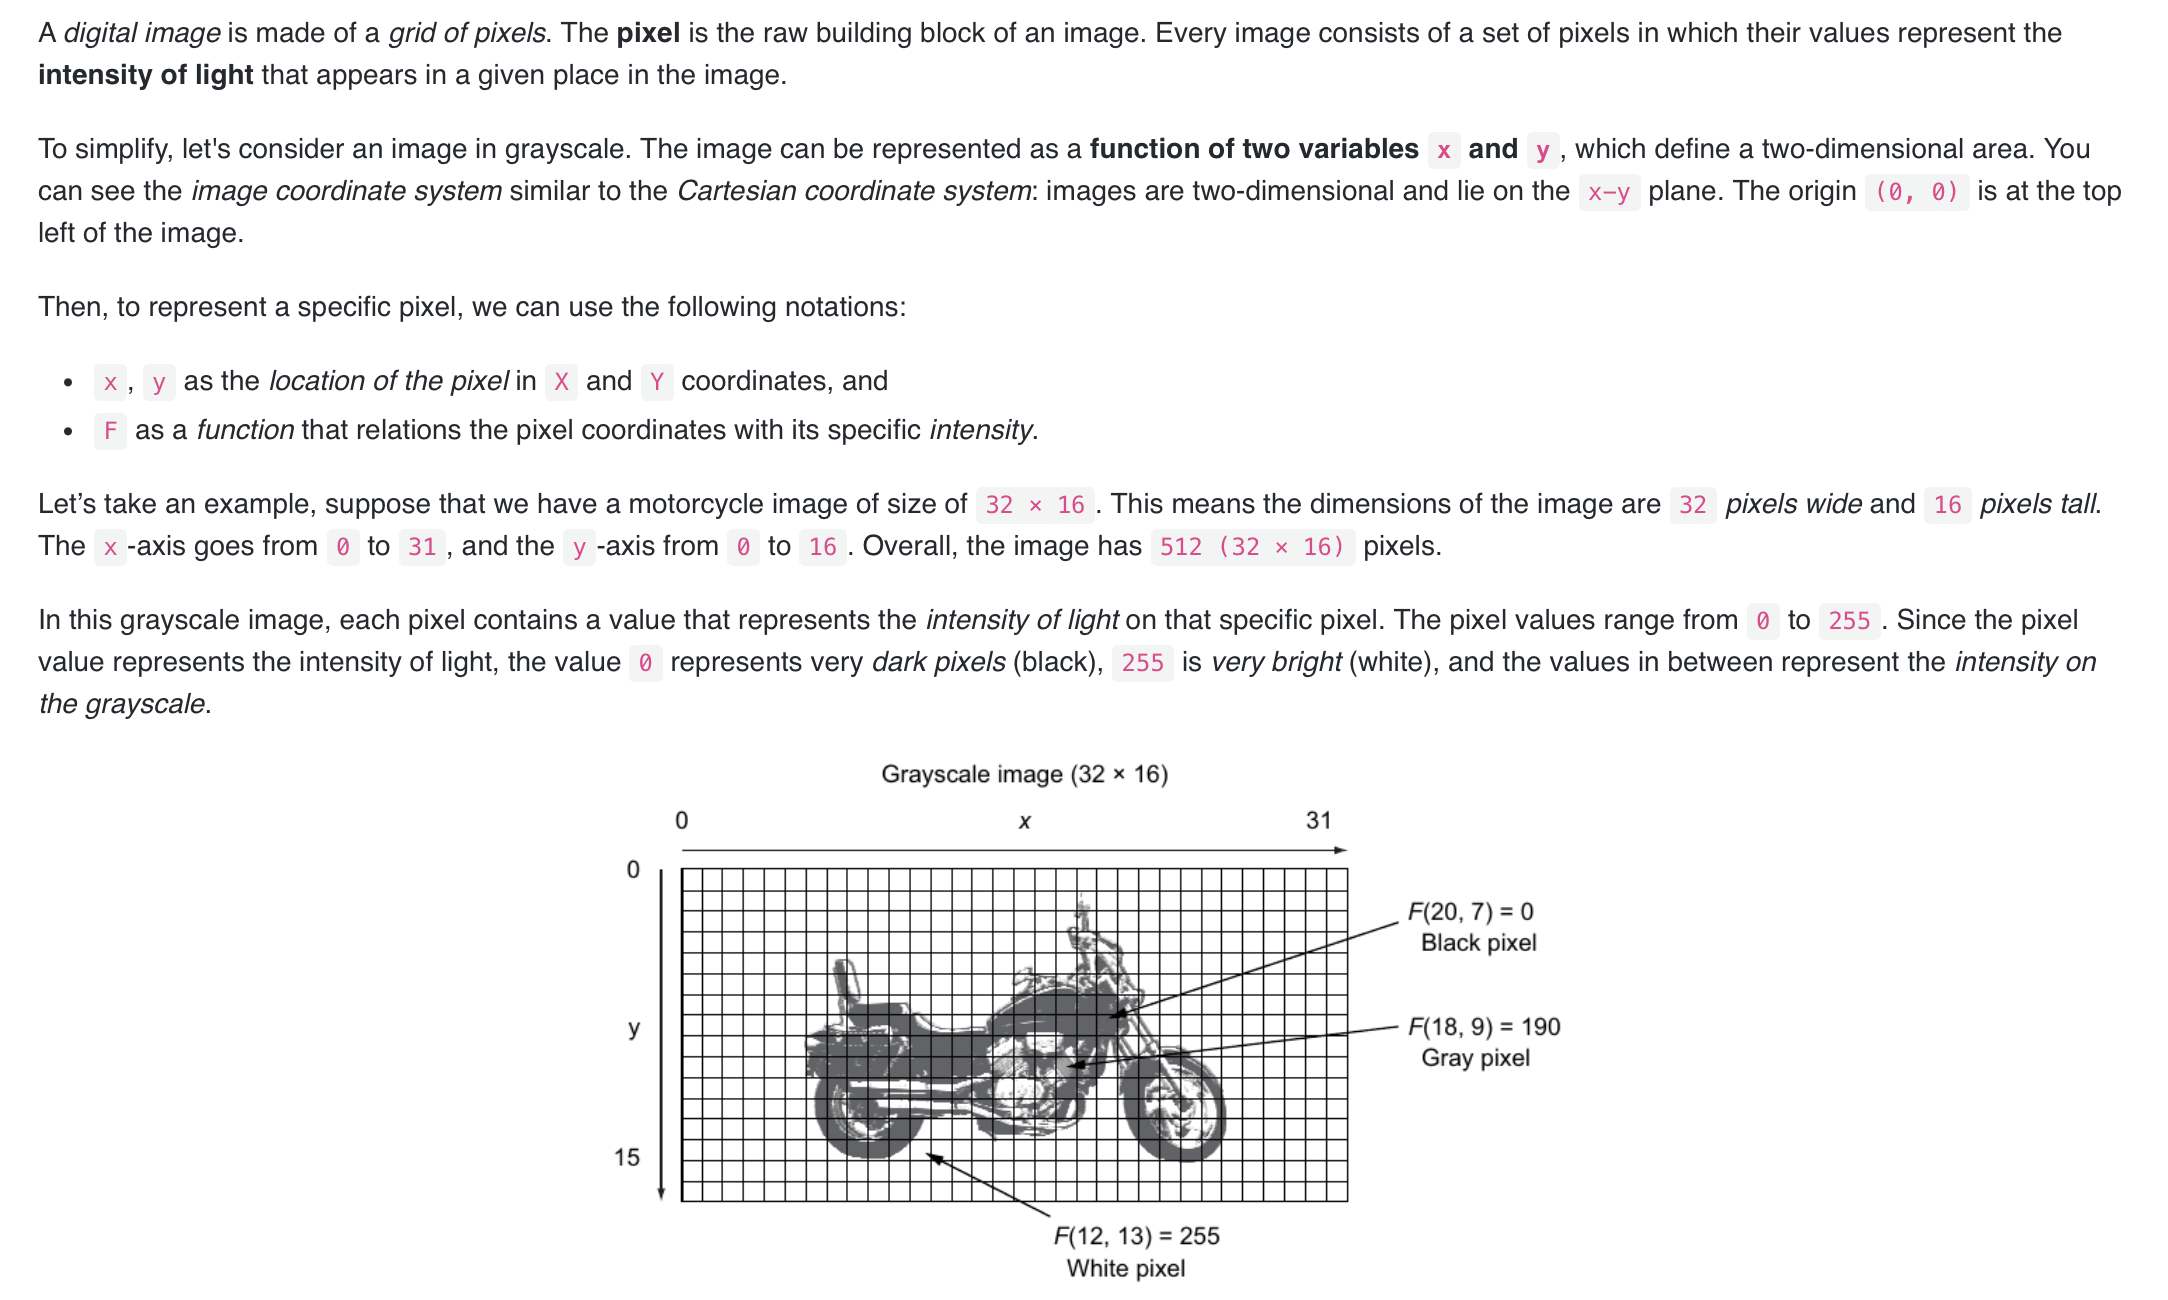 A digital image is made of a grid of pixels. The pixel is the raw building block of an image. Every image consists of a set of pixels in which their values represent the
intensity of light that appears in a given place in the image.
To simplify, let's consider an image in grayscale. The image can be represented as a function of two variables x and y , which define a two-dimensional area. You
can see the image coordinate system similar to the Cartesian coordinate system: images are two-dimensional and lie on the x-y plane. The origin (0, 0) is at the top
left of the image.
Then, to represent a specific pixel, we can use the following notations:
• x , y as the location of the pixel in X and Y coordinates, and
• F as a function that relations the pixel coordinates with its specific intensity.
Let’s take an example, suppose that we have a motorcycle image of size of 32 × 16 . This means the dimensions of the image are 32 pixels wide and 16 pixels tall.
The x -axis goes from 0 to 31 , and the y -axis from 0 to 16 . Overall, the image has 512 (32 × 16) pixels.
In this grayscale image, each pixel contains a value that represents the intensity of light on that specific pixel. The pixel values range from 0 to 255 . Since the pixel
value represents the intensity of light, the value 0 represents very dark pixels (black), 255 is very bright (white), and the values in between represent the intensity on
the grayscale.
Grayscale image (32 × 16)
0 x 31
0
F(20, 7) = 0
Black pixel
y
F(18, 9) = 190
Gray pixel
15
F(12, 13) = 255
White pixel